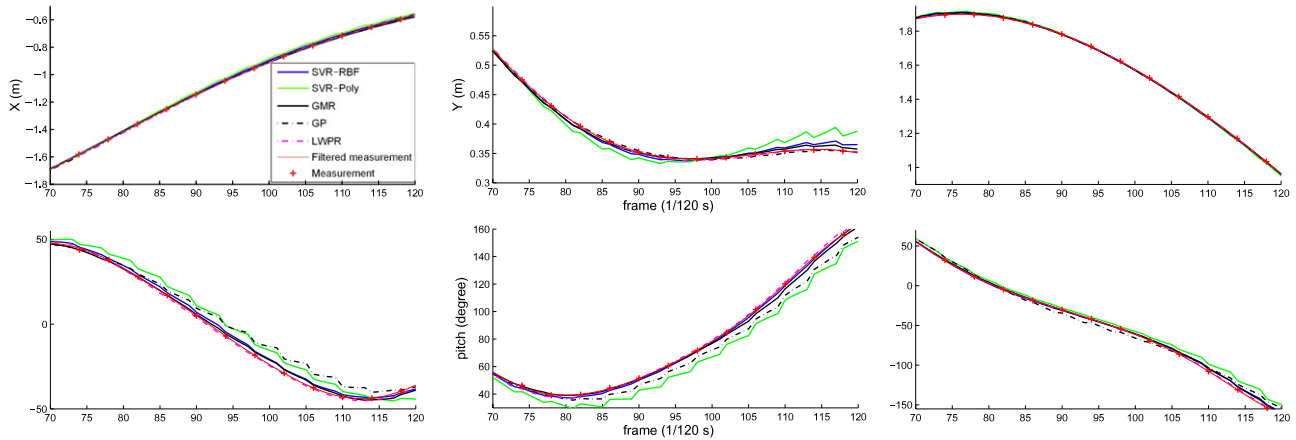 −0.6
−0.8
−1
−1.2
−1.4
−1.6
−1.8
X (m)
70 75 80 85 90 95 100 105 110 115 120
SVR−RBF
SVR−Poly
GMR
GP
LWPR
Filtered measurement
Measurement
0.55
0.5
0.45
0.4
0.35
0.3
Y (m)
70 75 80 85 90 95 100 105 110 115 120
frame (1/120 s)
1.8
1.6
1.4
1.2
1
70 75 80 85 90 95 100 105 110 115 120
50
0
−50
70 75 80 85 90 95 100 105 110 115 120
160
140
120
100
80
60
40
pitch (degree)
70 75 80 85 90 95 100 105 110 115 120
frame (1/120 s)
50
0
−50
−100
−150
70 75 80 85 90 95 100 105 110 115 120